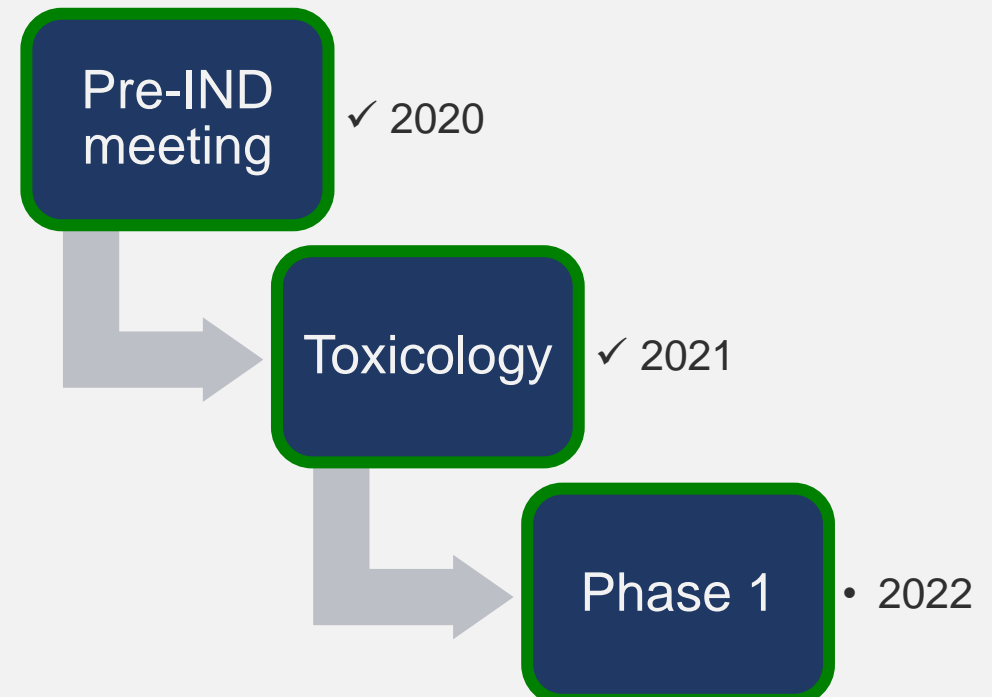 Pre-IND
meeting
✓ 2020
Toxicology
✓ 2021
Phase 1
• 2022